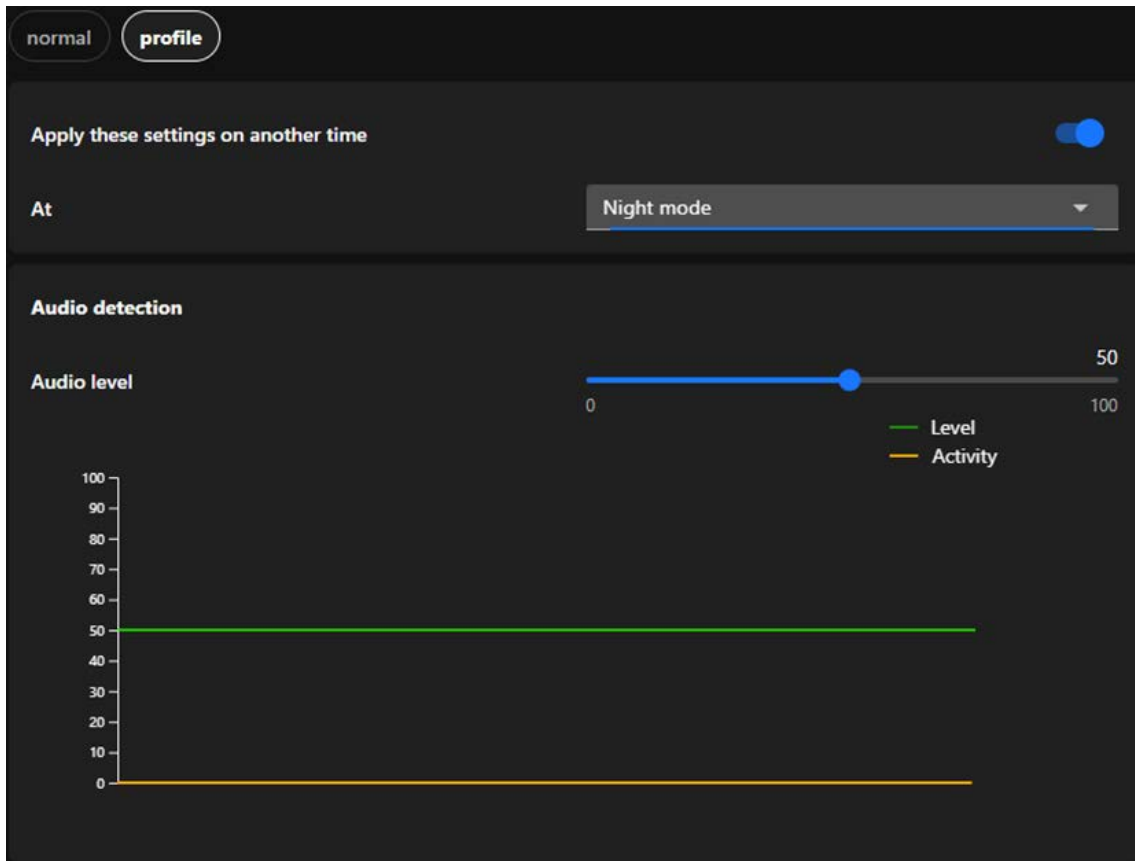 normal profile
Apply these settings on another time
At Night mode
Audio detection
50
Audio level
0 100
Level
Activity
100
90
80
70
60
50
40
30
20
10
0